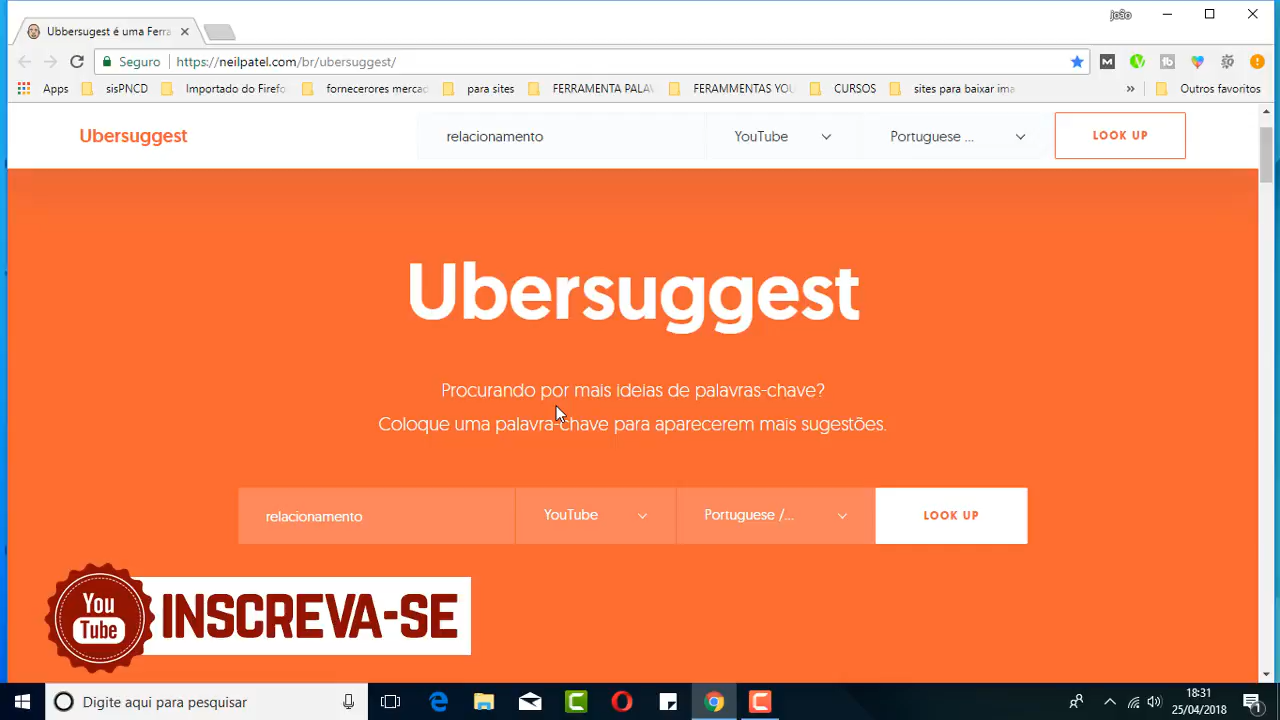 joão
Ubbersugest é uma Ferra
Seguro https://neilpatel.com/br/ubersuggest/
Apps sisPNCD Importado do Firefo fornecerores mercad para sites FERRAMENTA PALAV FERAMMENTAS YOU CURSOS sites para baixar ima » Outros favoritos
Ubersuggest relacionamento YouTube Portuguese ... LOOK UP
Ubersuggest
Procurando por mais ideias de palavras-chave?
Coloque uma palavra-chave para aparecerem mais sugestões.
relacionamento YouTube Portuguese /... LOOK UP
You Tube INSCREVA-SE
Digite aqui para pesquisar
18:31
25/04/2018
1